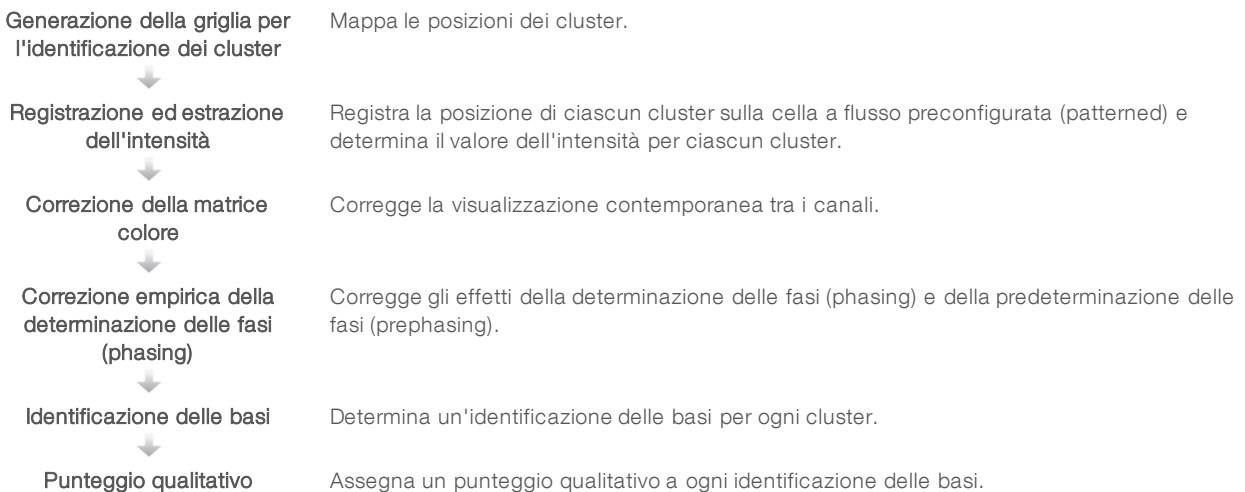 Generazione della griglia per
l'identificazione dei cluster
Mappa le posizioni dei cluster.
Registrazione ed estrazione
dell'intensità
Registra la posizione di ciascun cluster sulla cella a flusso preconfigurata (patterned) e
determina il valore dell'intensità per ciascun cluster.
Correzione della matrice
colore
Corregge la visualizzazione contemporanea tra i canali.
Correzione empirica della
determinazione delle fasi
(phasing)
Corregge gli effetti della determinazione delle fasi (phasing) e della predeterminazione delle
fasi (prephasing).
Identificazione delle basi
Determina un'identificazione delle basi per ogni cluster.
Punteggio qualitativo
Assegna un punteggio qualitativo a ogni identificazione delle basi.